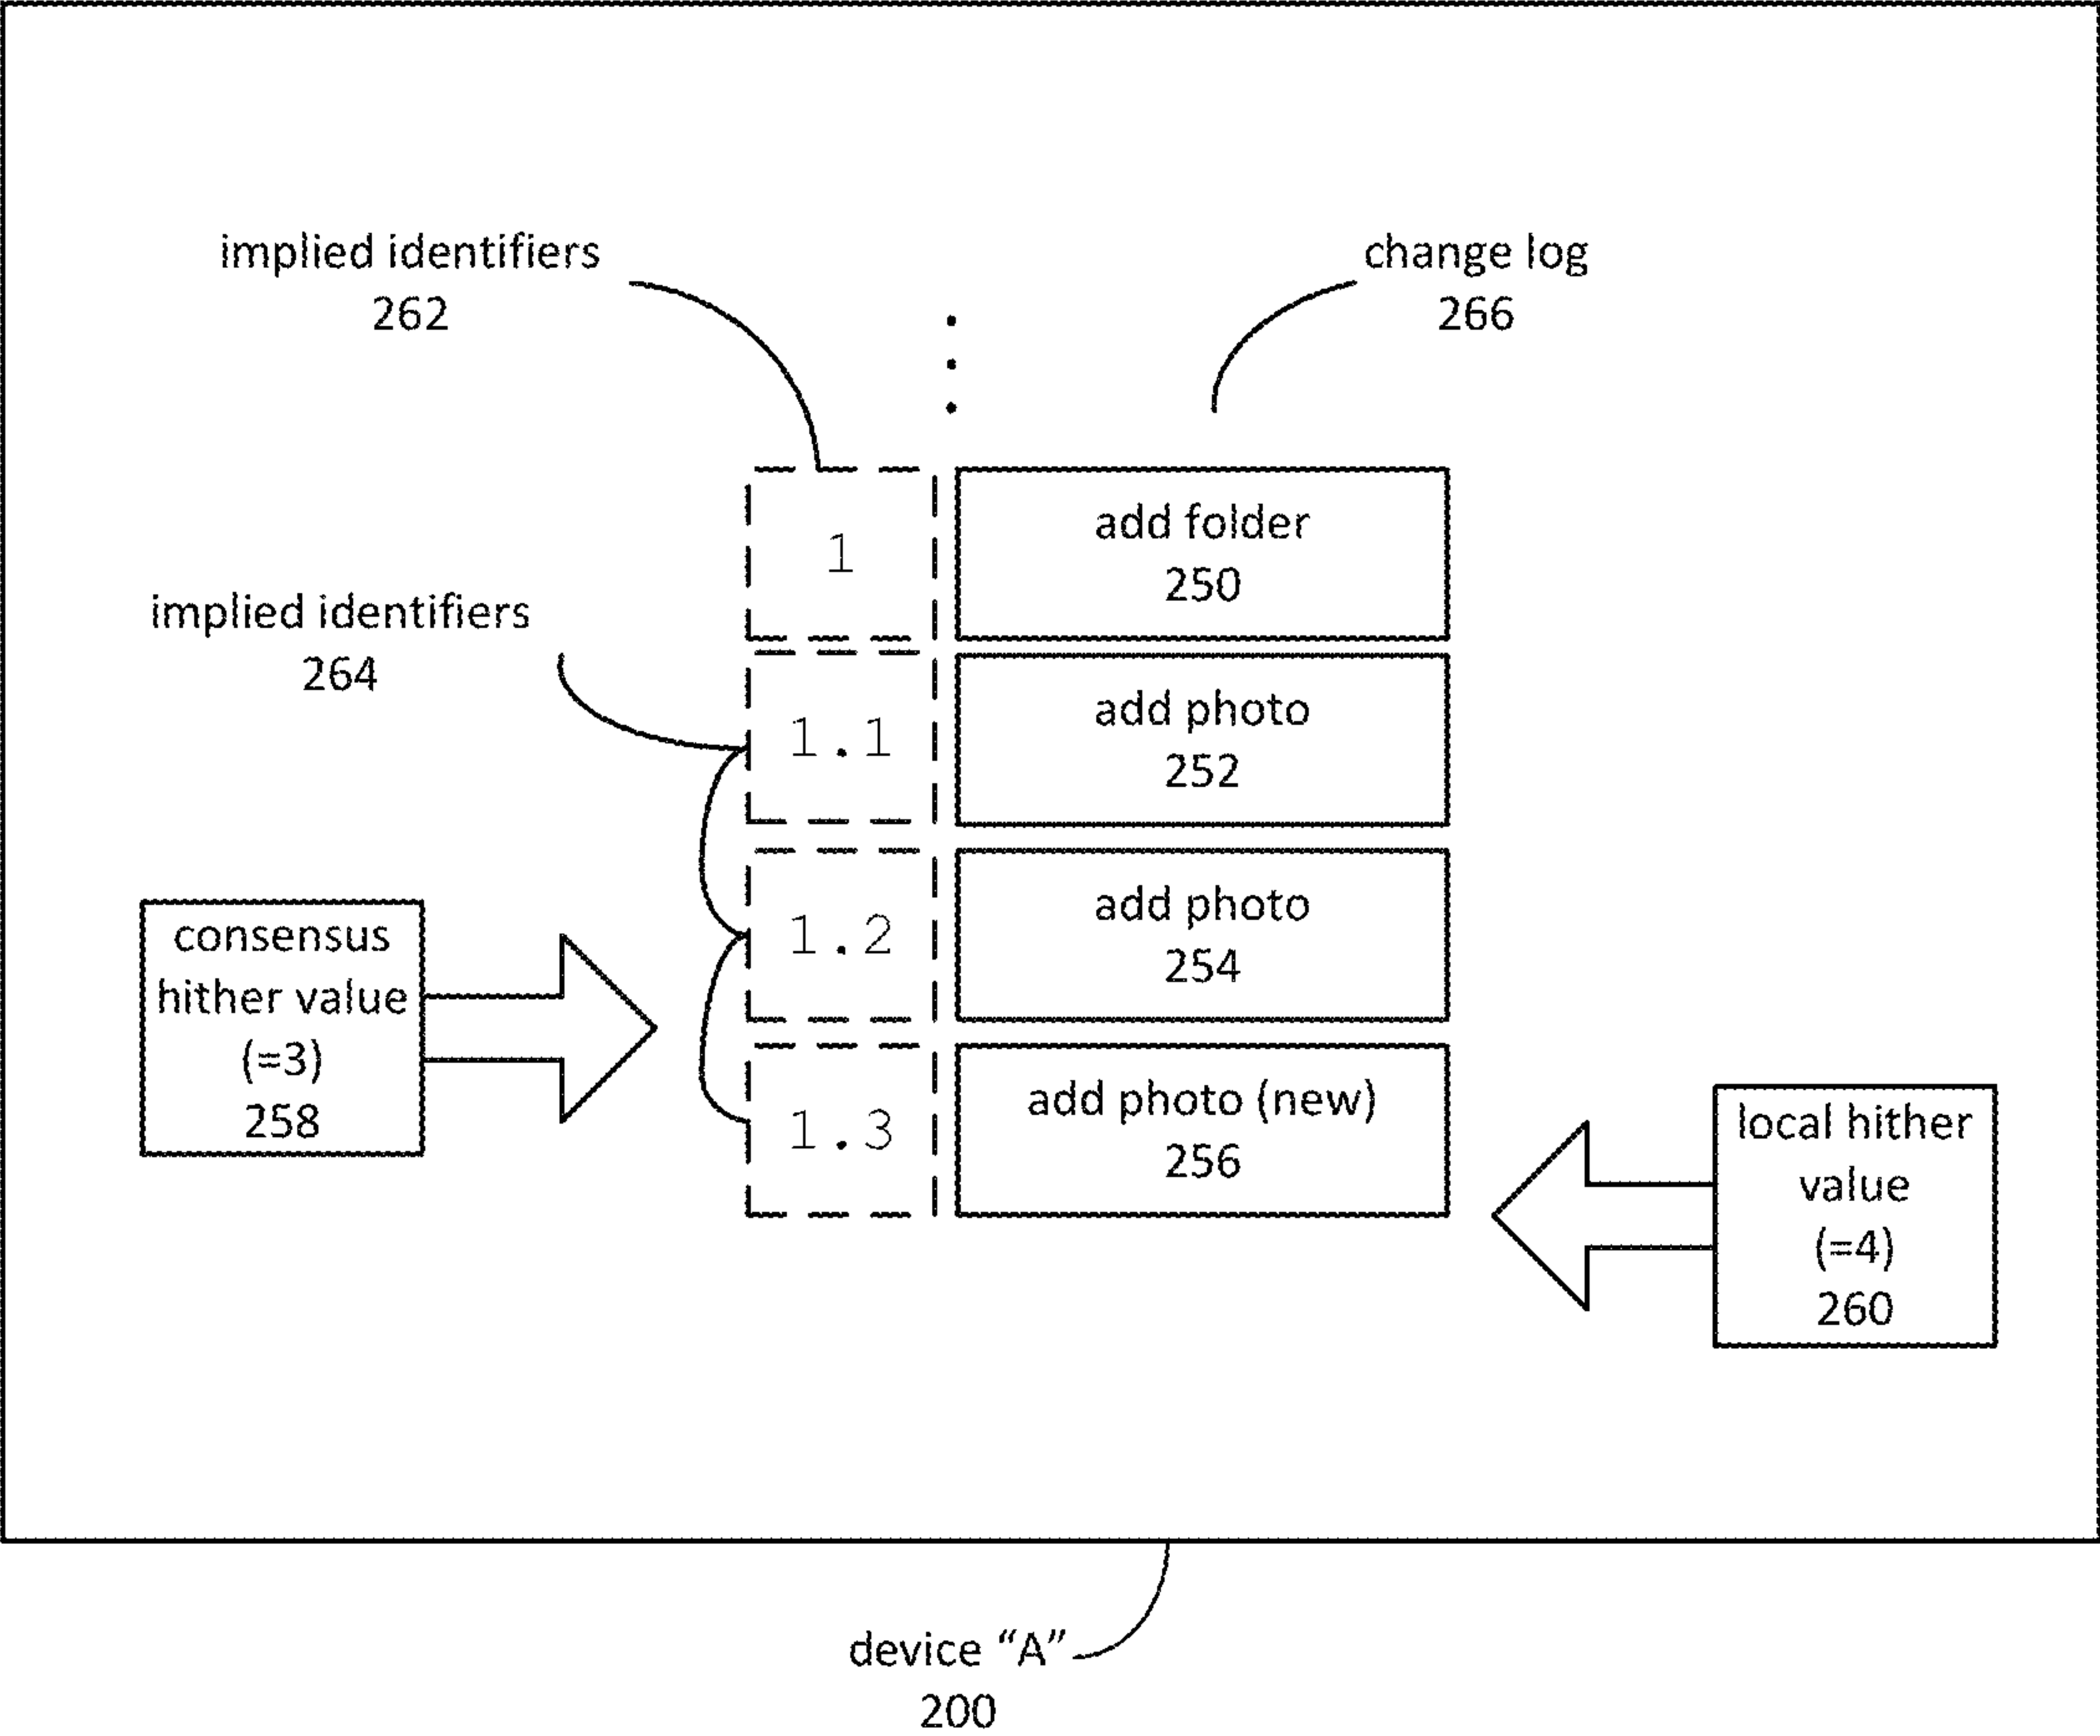 implied identifiers
262
change log
266
1
add folder
250
implied identifiers
264
1.1
add photo
252
1.2
add photo
254
consensus
hither value
(=3)
258
1.3
add photo (new)
256
local hither
value
(=4)
260
device “A”
200